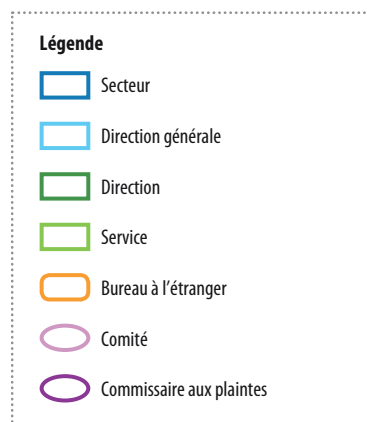 Légende
Secteur
Direction générale
Direction
Service
Bureau à l’étranger
Comité
Commissaire aux plaintes